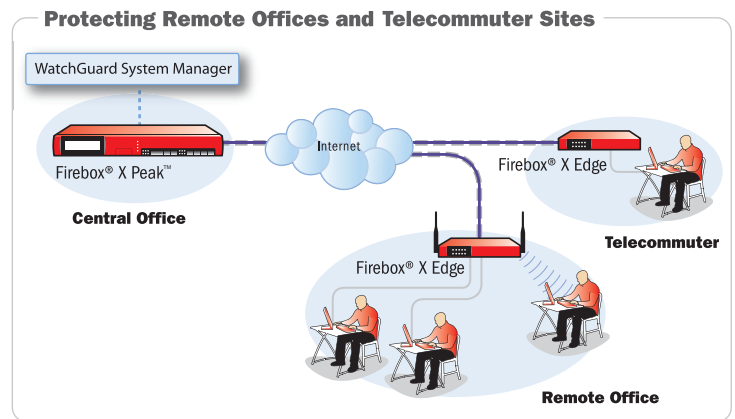 Protecting Remote Offices and Telecommuter Sites
WatchGuard System Manager
Internet
Firebox® X Peak™
Firebox® X Edge
Central Office
Telecommuter
Firebox® X Edge
Remote Office